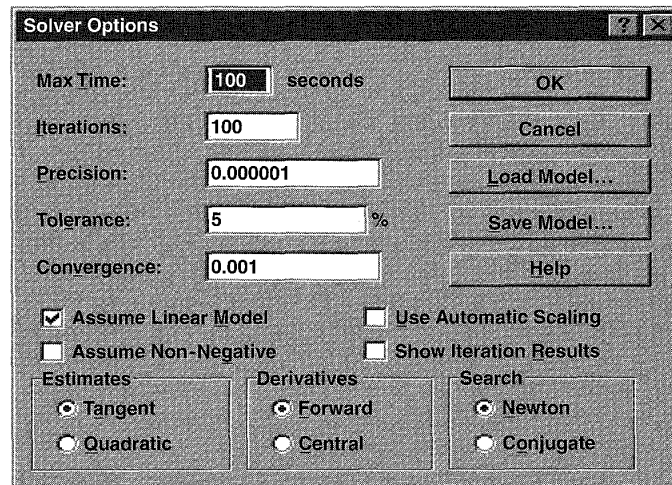 Solver Options
Max Time: 100 seconds
OK
Iterations: 100
Cancel
Precision: 0.000001
Load Model...
Tolerance: 5 %
Save Model...
Convergence: 0.001
Help
Assume Linear Model
Use Automatic Scaling
Assume Non-Negative
Show Iteration Results
Estimates
Tangent
Quadratic
Derivatives
Forward
Central
Search
Newton
Conjugate